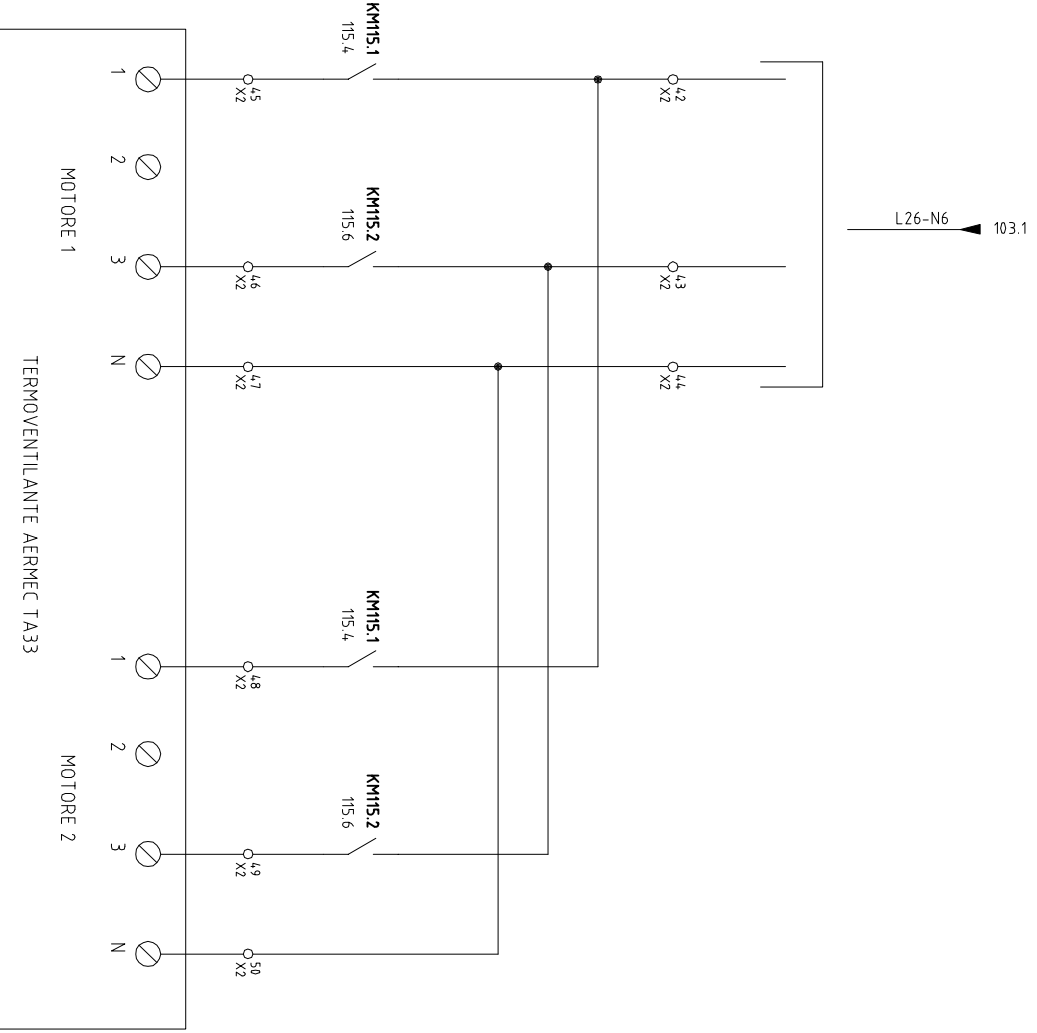 L26-N6
103.1
42
X2
43
X2
44
X2
KM115.1
115.4
KM115.2
115.6
KM115.1
115.4
KM115.2
115.6
45
X2
46
X2
47
X2
48
X2
49
X2
50
X2
1
2
3
N
1
2
3
N
MOTORE 1
MOTORE 2
TERMOVENTILANTE AERMEC TA33